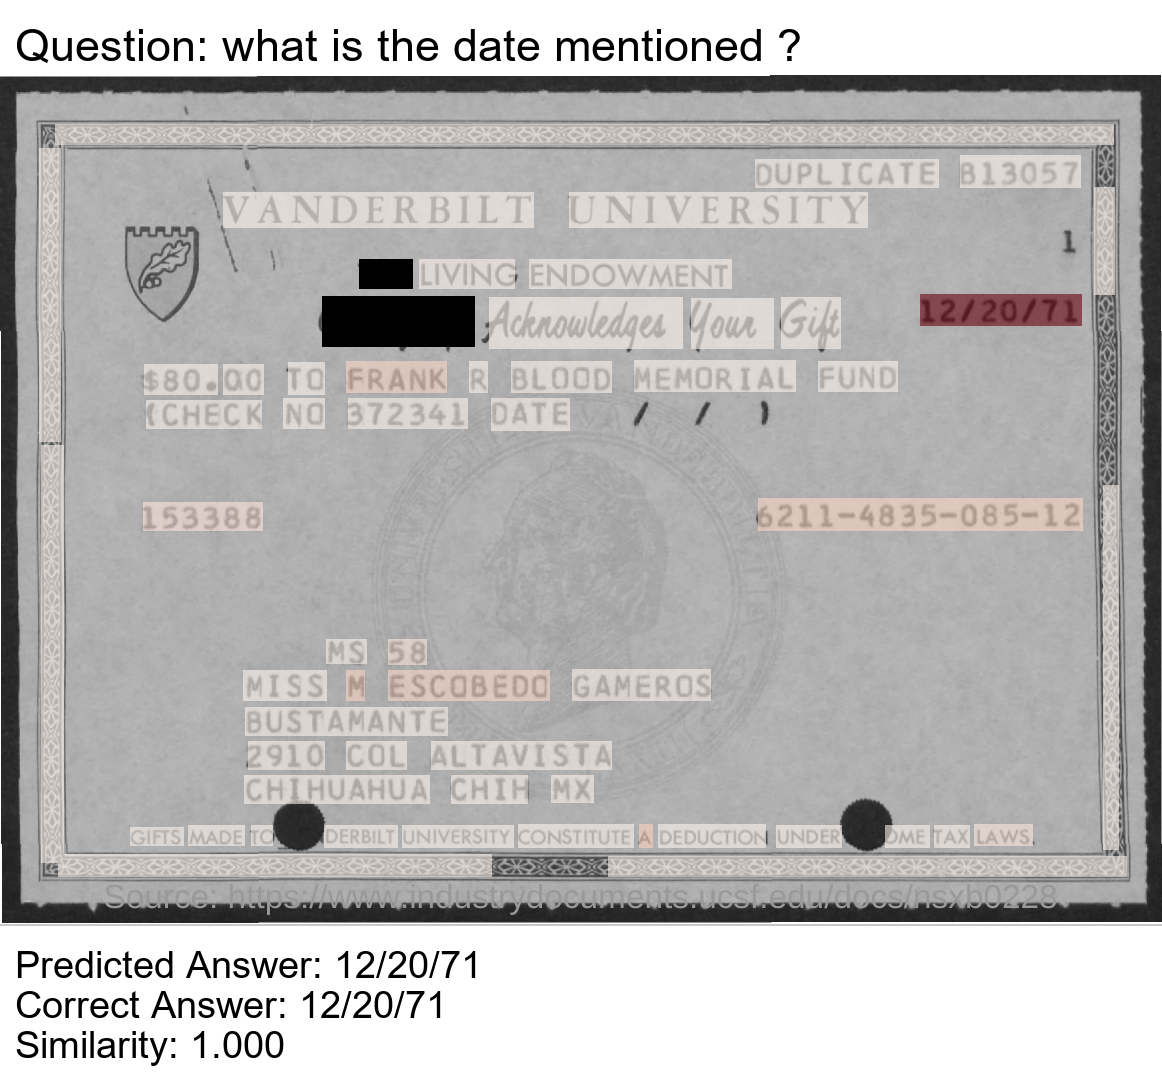 Question: what is the date mentioned ?
DUPLICATE B13057
VANDERBILT UNIVERSITY
1
LIVING ENDOWMENT
Acknowledges Your Gift
12/20/71
$80.00 TO FRANK R BLOOD MEMORIAL FUND
(CHECK NO 372341 DATE / / )
153388 6211-4835-085-12
MS 58
MISS M ESCOBEDO GAMEROS
BUSTAMANTE
2910 COL ALTAVISTA
CHIHUAHUA CHIH MX
GIFTS MADE TO DERBILT UNIVERSITY CONSTITUTE A DEDUCTION UNDER OME TAX LAWS.
Source: https://www.industrydocuments.ucsf.edu/docs/nsxb0228
Predicted Answer: 12/20/71
Correct Answer: 12/20/71
Similarity: 1.000